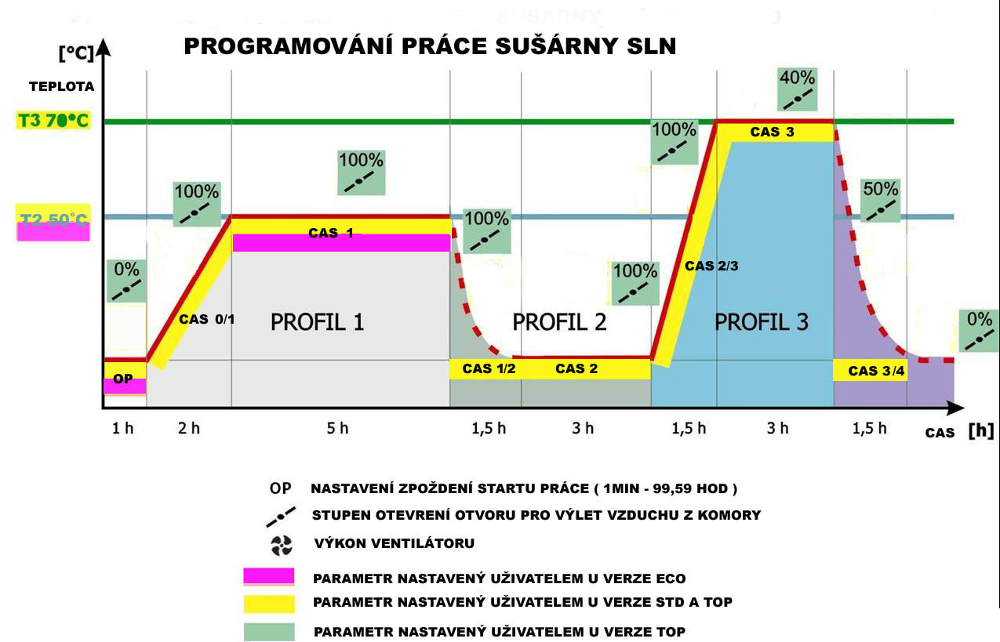 PROGRAMOVÁNÍ PRÁCE SUŠÁRNY SLN
[°C]
TEPLOTA
T3 70°C
T2 50°C
40%
100%
100%
100%
50%
100%
0%
100%
0%
CAS 3
CAS 1
CAS 2/3
CAS 0/1
PROFIL 1
PROFIL 2
PROFIL 3
OP
CAS 1/2
CAS 2
CAS 3/4
1 h
2 h
5 h
1,5 h
3 h
1,5 h
3 h
1,5 h
CAS
[h]
OP NASTAVENÍ ZPOŽDENÍ STARTU PRÁCE ( 1MIN - 99,59 HOD )
STUPEN OTEVRENÍ OTVORU PRO VÝLET VZDUCHU Z KOMORY
VÝKON VENTILÁTORU
PARAMETR NASTAVENÝ UŽIVATELEM U VERZE ECO
PARAMETR NASTAVENÝ UŽIVATELEM U VERZE STD A TOP
PARAMETR NASTAVENÝ UŽIVATELEM U VERZE TOP